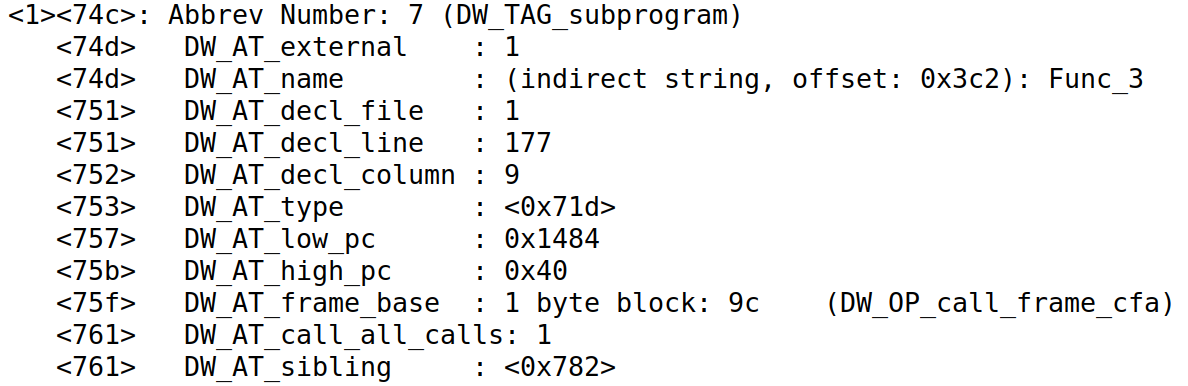 <1><74c>: Abbrev Number: 7 (DW_TAG_subprogram)
   <74d>   DW_AT_external    : 1
   <74d>   DW_AT_name        : (indirect string, offset: 0x3c2): Func_3
   <751>   DW_AT_decl_file   : 1
   <751>   DW_AT_decl_line   : 177
   <752>   DW_AT_decl_column : 9
   <753>   DW_AT_type        : <0x71d>
   <757>   DW_AT_low_pc      : 0x1484
   <75b>   DW_AT_high_pc     : 0x40
   <75f>   DW_AT_frame_base  : 1 byte block: 9c    (DW_OP_call_frame_cfa)
   <761>   DW_AT_call_all_calls: 1
   <761>   DW_AT_sibling     : <0x782>